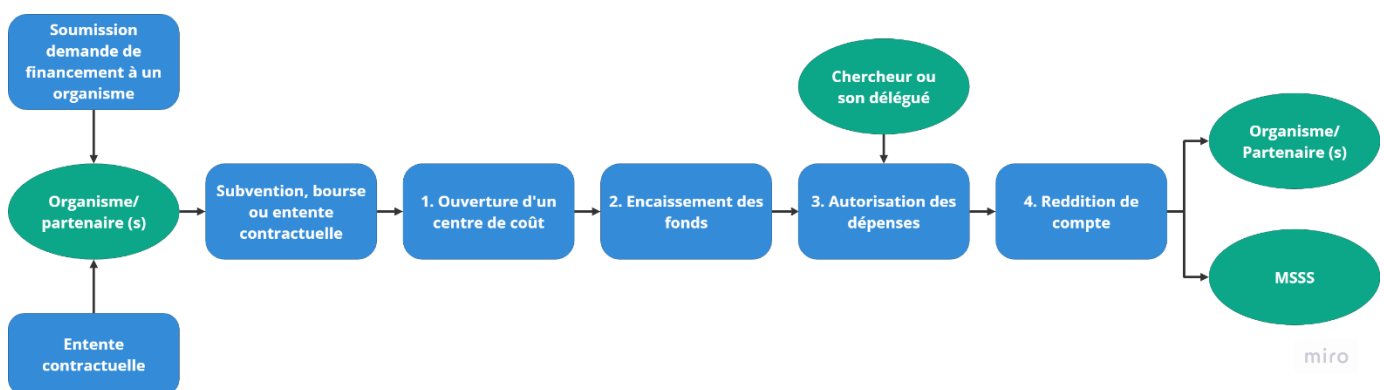 Soumission
demande de
financement à un
organisme
Organisme/
partenaire (s)
Entente
contractuelle
Subvention, bourse
ou entente
contractuelle
1. Ouverture d'un
centre de coût
2. Encaissement des
fonds
Chercheur ou
son délégué
3. Autorisation des
dépenses
4. Reddition de
compte
Organisme/
Partenaire (s)
MSSS
miro